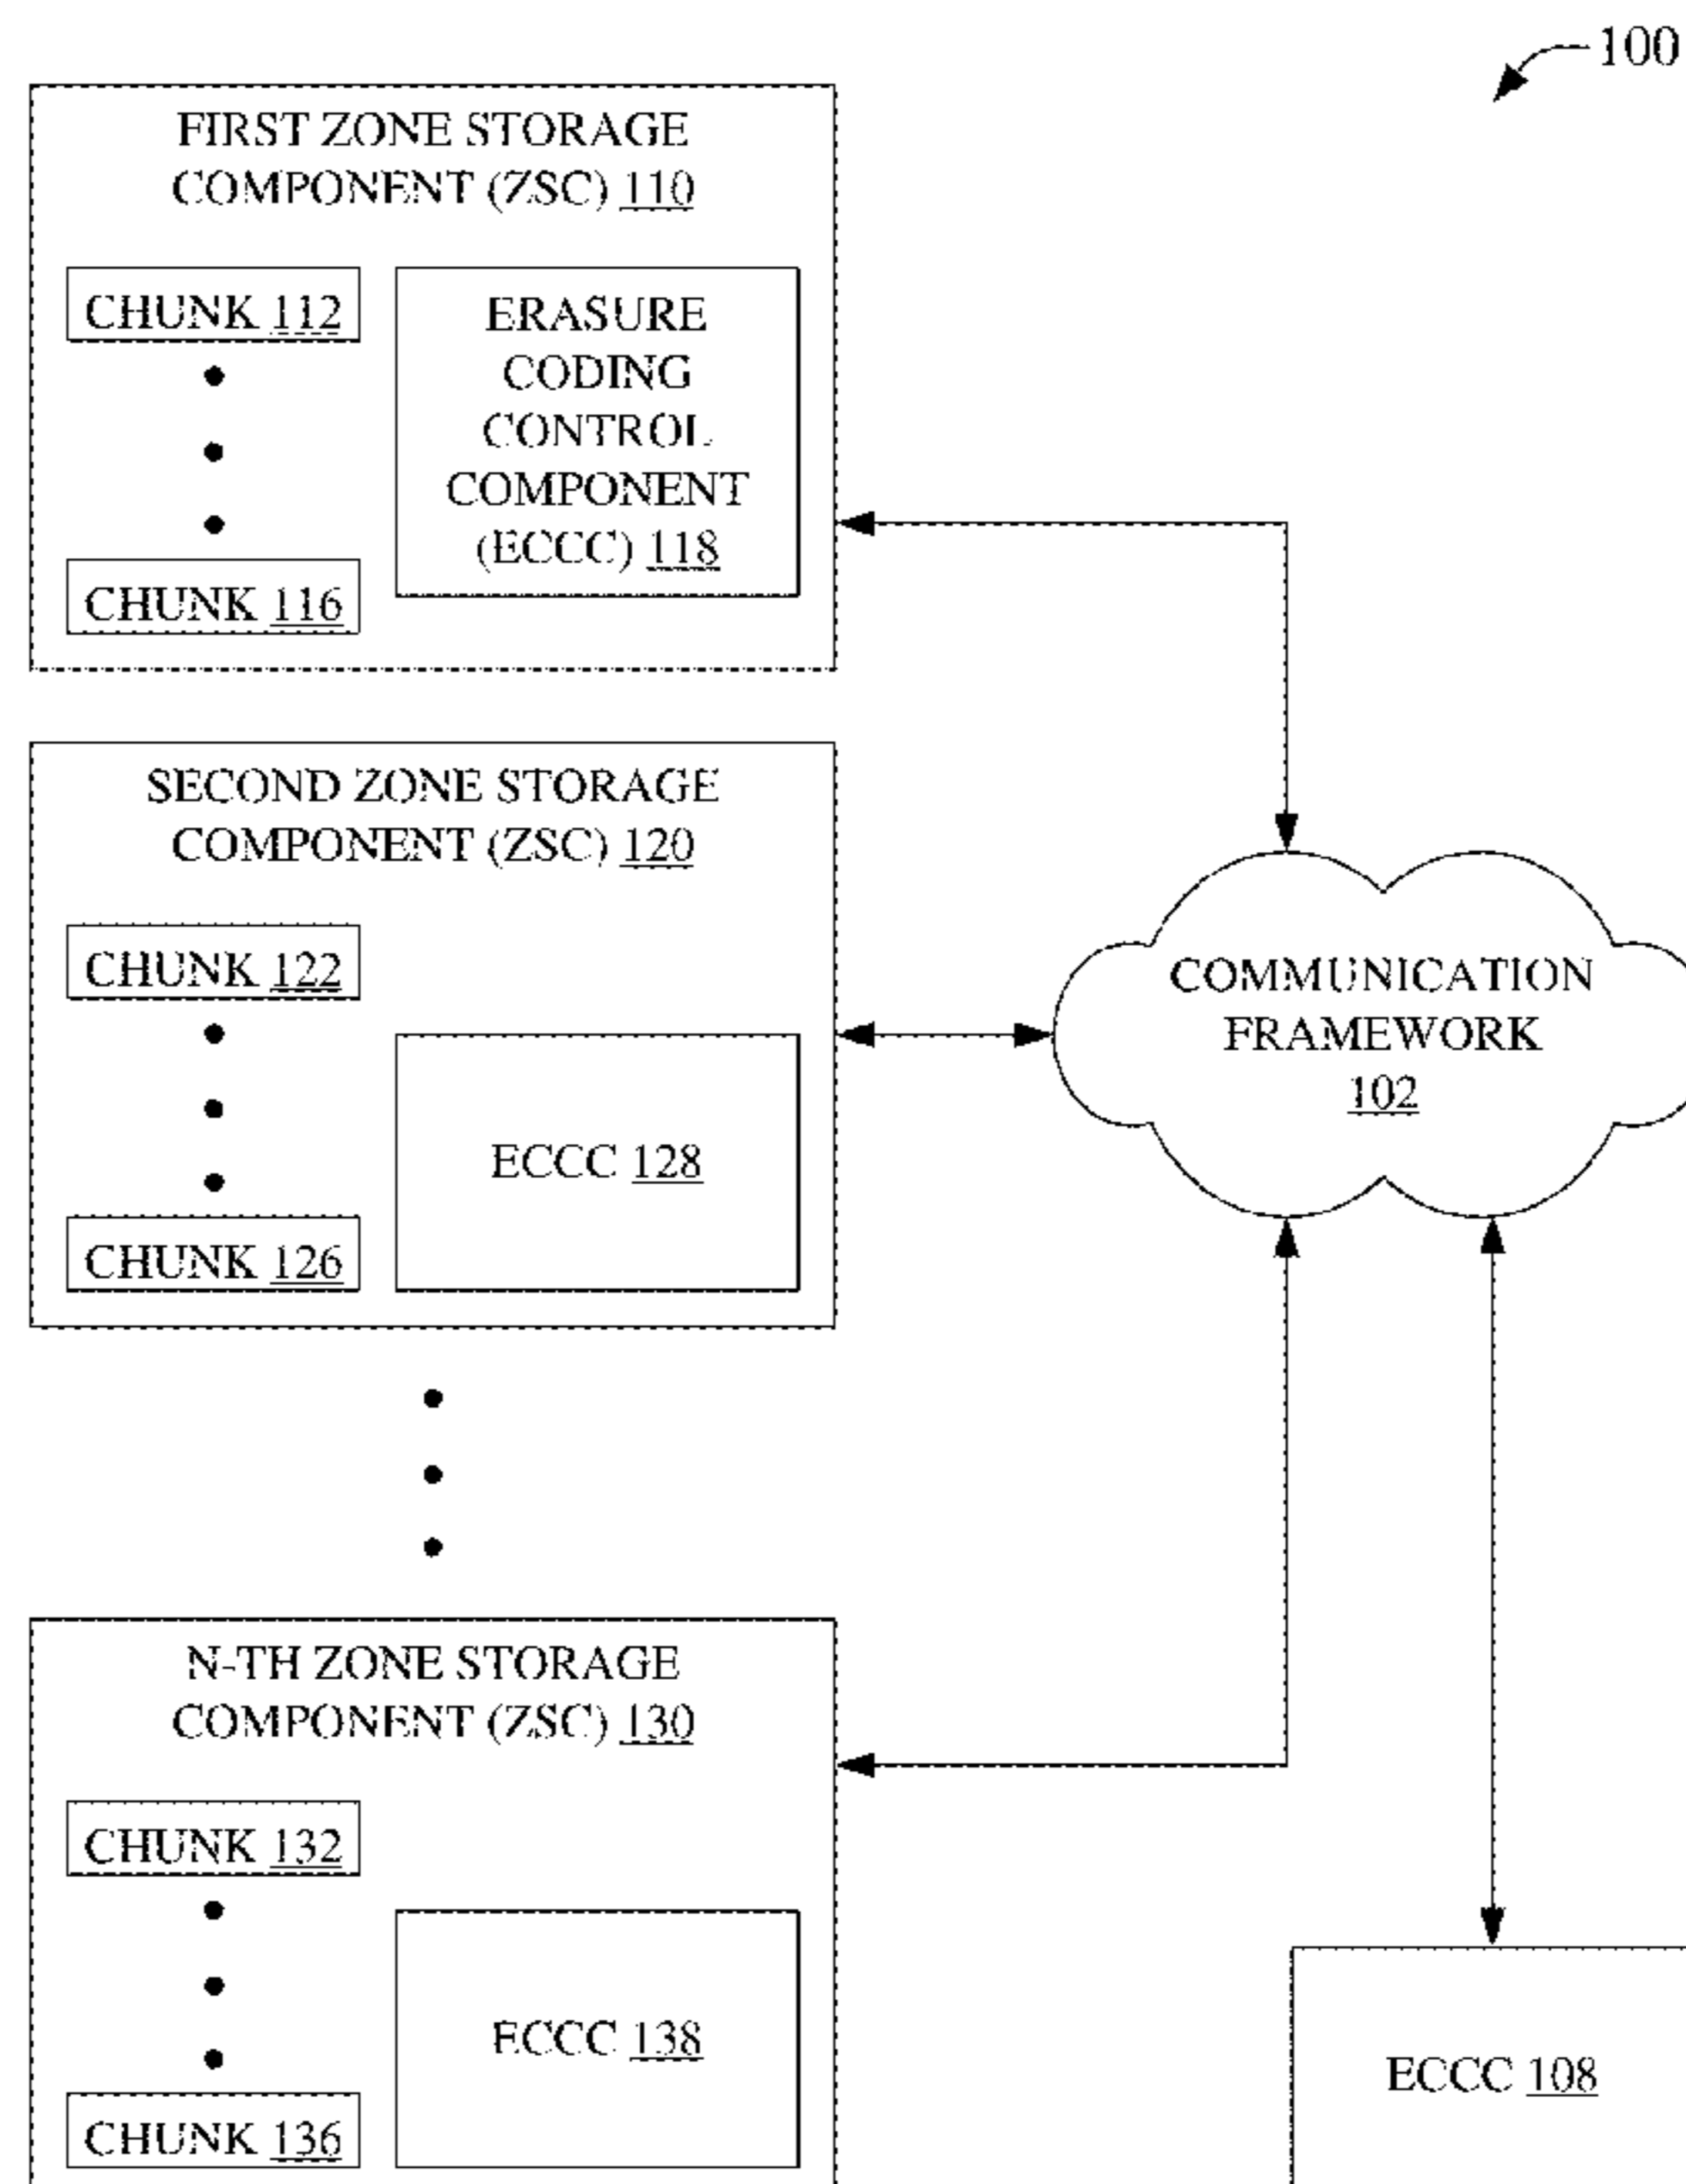 100
FIRST ZONE STORAGE
COMPONENT (ZSC) 110
CHUNK 112
ERASURE
CODING
CONTROL
COMPONENT
(ECCC) 118
CHUNK 116
SECOND ZONE STORAGE
COMPONENT (ZSC) 120
CHUNK 122
ECCC 128
CHUNK 126
COMMUNICATION
FRAMEWORK
102
N-TH ZONE STORAGE
COMPONENT (ZSC) 130
CHUNK 132
ECCC 138
CHUNK 136
ECCC 108